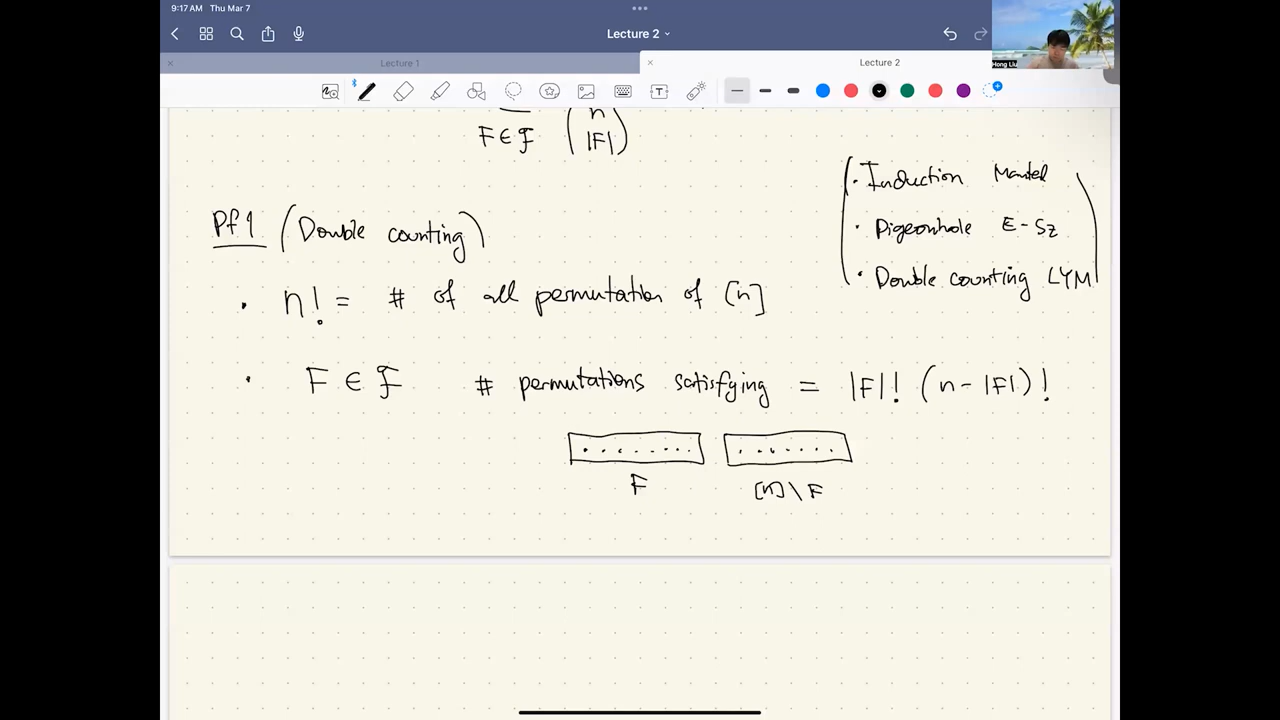 9:17 AM Thu Mar 7
Lecture 2
Lecture 1
Lecture 2
Hong Liu
n
F ∈ ℱ ( |F| )
· Induction Mantel
· Pigeonhole E-Sz
· Double counting LYM
Pf 1 (Double counting)
· n! = # of all permutation of [n]
· F ∈ ℱ # permutations satisfying = |F|! (n - |F|)!
F [n] \ F